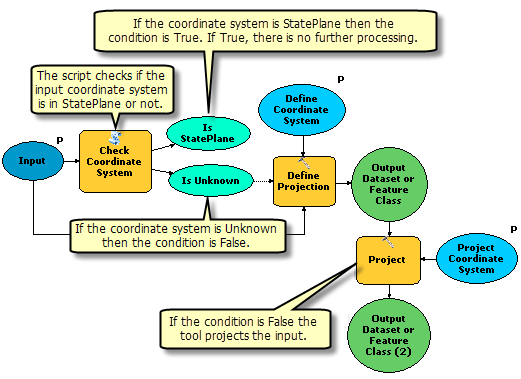 If the coordinate system is StatePlane then the
condition is True. If True, there is no further processing.
The script checks if the
input coordinate system
is in StatePlane or not.
P
Define
Coordinate
System
P
Input
Check
Coordinate
System
Is
StatePlane
Is Unknown
Define
Projection
Output
Dataset or
Feature
Class
If the coordinate system is Unknown
then the condition is False.
P
Project
Project
Coordinate
System
If the condition is False the
tool projects the input.
Output
Dataset or
Feature
Class (2)